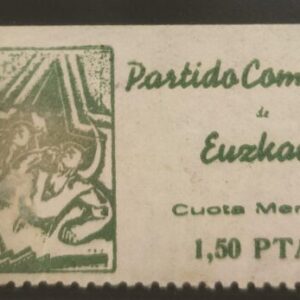 Partido Com
de
Euzka
Cuota Men
1,50 PTA